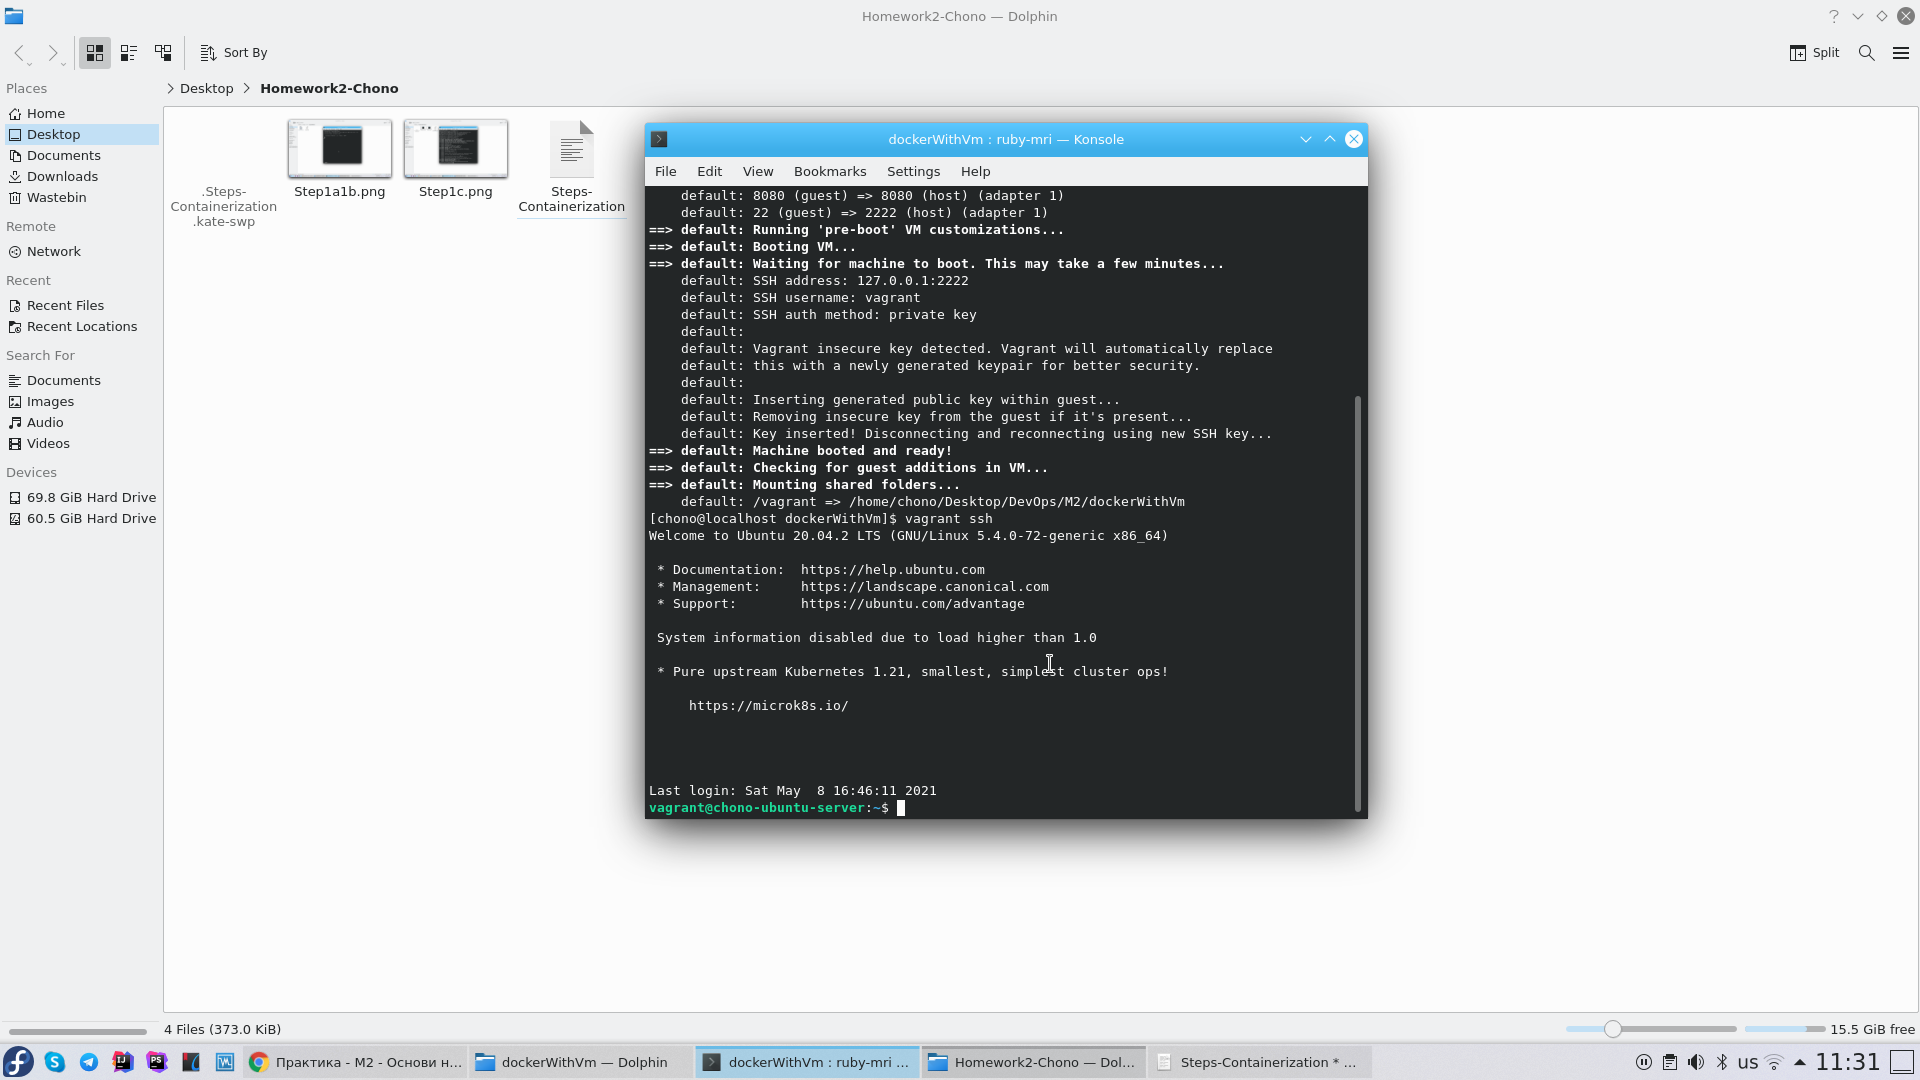 Homework2-Chono — Dolphin
Sort By
Split
Places
Home
Desktop
Documents
Downloads
Wastebin
Remote
Network
Recent
Recent Files
Recent Locations
Search For
Documents
Images
Audio
Videos
Devices
69.8 GiB Hard Drive
60.5 GiB Hard Drive
Desktop
Homework2-Chono
.Steps-
Containerization
.kate-swp
Step1a1b.png
Step1c.png
Steps-
Containerization
dockerWithVm : ruby-mri — Konsole
File Edit View Bookmarks Settings Help
    default: 8080 (guest) => 8080 (host) (adapter 1)
    default: 22 (guest) => 2222 (host) (adapter 1)
==> default: Running 'pre-boot' VM customizations...
==> default: Booting VM...
==> default: Waiting for machine to boot. This may take a few minutes...
    default: SSH address: 127.0.0.1:2222
    default: SSH username: vagrant
    default: SSH auth method: private key
    default:
    default: Vagrant insecure key detected. Vagrant will automatically replace
    default: this with a newly generated keypair for better security.
    default:
    default: Inserting generated public key within guest...
    default: Removing insecure key from the guest if it's present...
    default: Key inserted! Disconnecting and reconnecting using new SSH key...
==> default: Machine booted and ready!
==> default: Checking for guest additions in VM...
==> default: Mounting shared folders...
    default: /vagrant => /home/chono/Desktop/DevOps/M2/dockerWithVm
[chono@localhost dockerWithVm]$ vagrant ssh
Welcome to Ubuntu 20.04.2 LTS (GNU/Linux 5.4.0-72-generic x86_64)
 * Documentation:  https://help.ubuntu.com
 * Management:     https://landscape.canonical.com
 * Support:        https://ubuntu.com/advantage
 System information disabled due to load higher than 1.0
 * Pure upstream Kubernetes 1.21, smallest, simplest cluster ops!
     https://microk8s.io/
Last login: Sat May  8 16:46:11 2021
vagrant@chono-ubuntu-server:~$
4 Files (373.0 KiB)
15.5 GiB free
Практика - M2 - Основи н...
dockerWithVm — Dolphin
dockerWithVm : ruby-mri ...
Homework2-Chono — Dol...
Steps-Containerization * ...
us
11:31